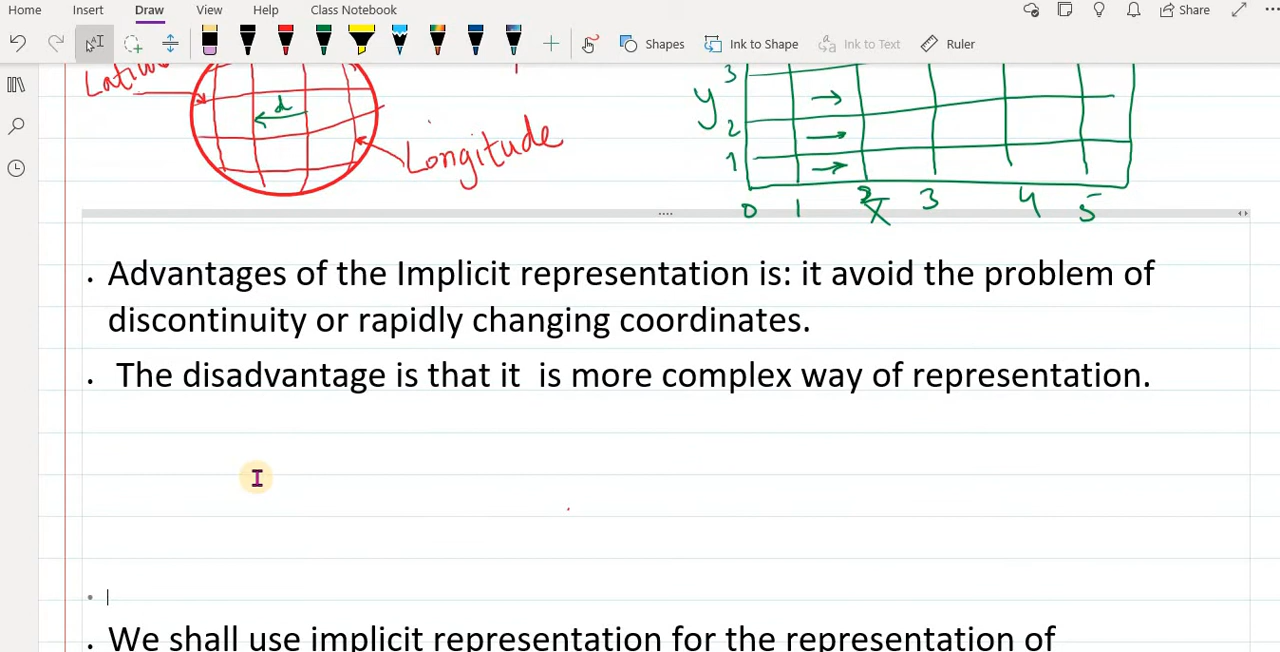 Home Insert Draw View Help Class Notebook Share
Shapes Ink to Shape Ink to Text Ruler
Longitude
d
y
3
2
1
0 1 2 3 4 5
X
Advantages of the Implicit representation is: it avoid the problem of
discontinuity or rapidly changing coordinates.
The disadvantage is that it is more complex way of representation.
We shall use implicit representation for the representation of